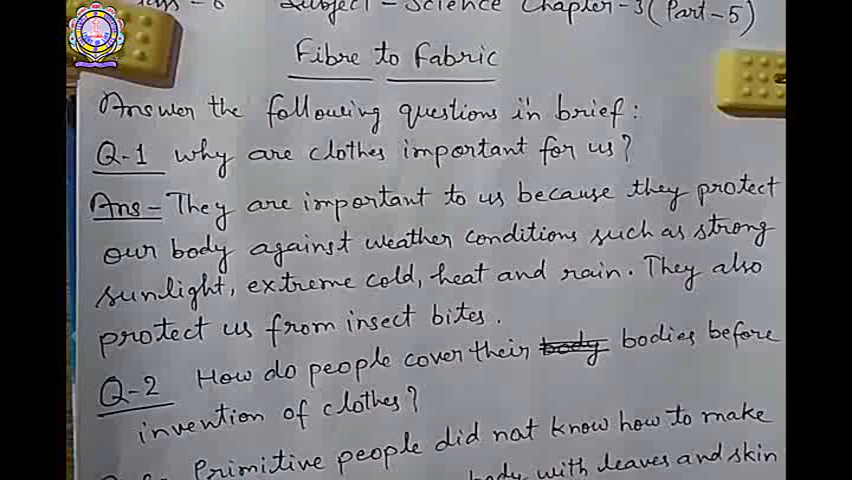 Subject - Science Chapter-3 (Part-5)
Fibre to Fabric
Answer the following questions in brief:
Q-1 Why are clothes important for us?
Ans- They are important to us because they protect
our body against weather conditions such as strong
sunlight, extreme cold, heat and rain. They also
protect us from insect bites.
Q-2 How do people cover their body bodies before
invention of clothes?
Primitive people did not know how to make
body with leaves and skin